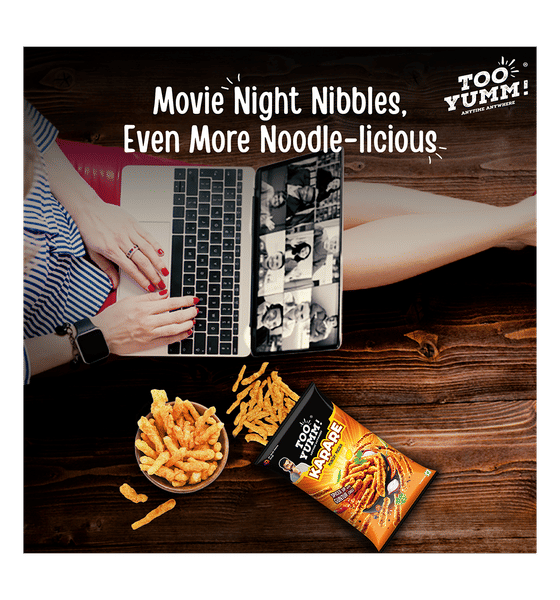 Movie Night Nibbles,
Even More Noodle-licious
TOO
YUMM!
®
ANYTIME ANYWHERE
TOO
YUMM!
KARARE